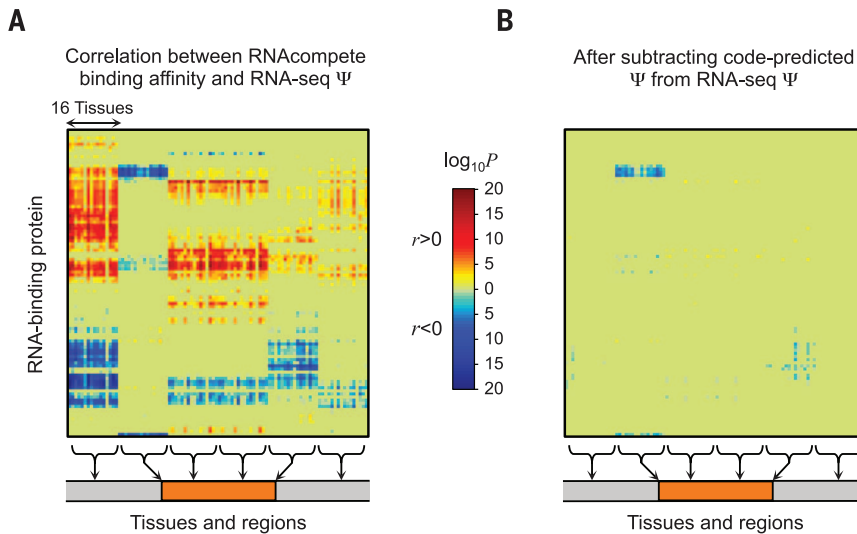 A
Correlation between RNAcompete
binding affinity and RNA-seq Ψ
16 Tissues
RNA-binding protein
Tissues and regions
log10P
r>0
r<0
20
15
10
5
0
5
10
15
20
B
After subtracting code-predicted
Ψ from RNA-seq Ψ
Tissues and regions